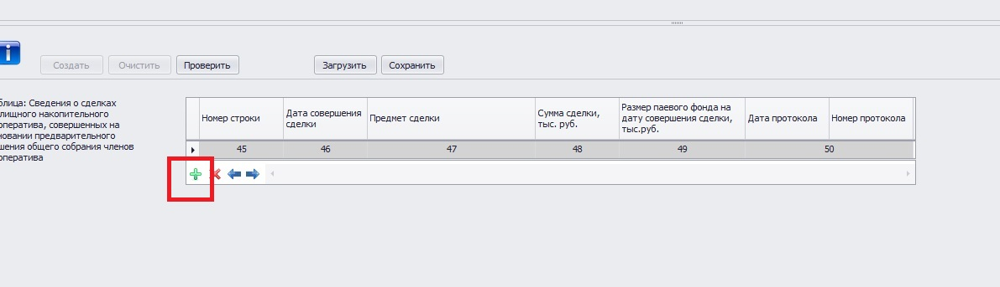 Создать Очистить Проверить Загрузить Сохранить
блица: Сведения о сделках
лищного накопительного
оператива, совершенных на
новании предварительного
шения общего собрания членов
оператива
Номер строки
Дата совершения
сделки
Предмет сделки
Сумма сделки,
тыс. руб.
Размер паевого фонда на
дату совершения сделки,
тыс.руб.
Дата протокола
Номер протокола
45 46 47 48 49 50